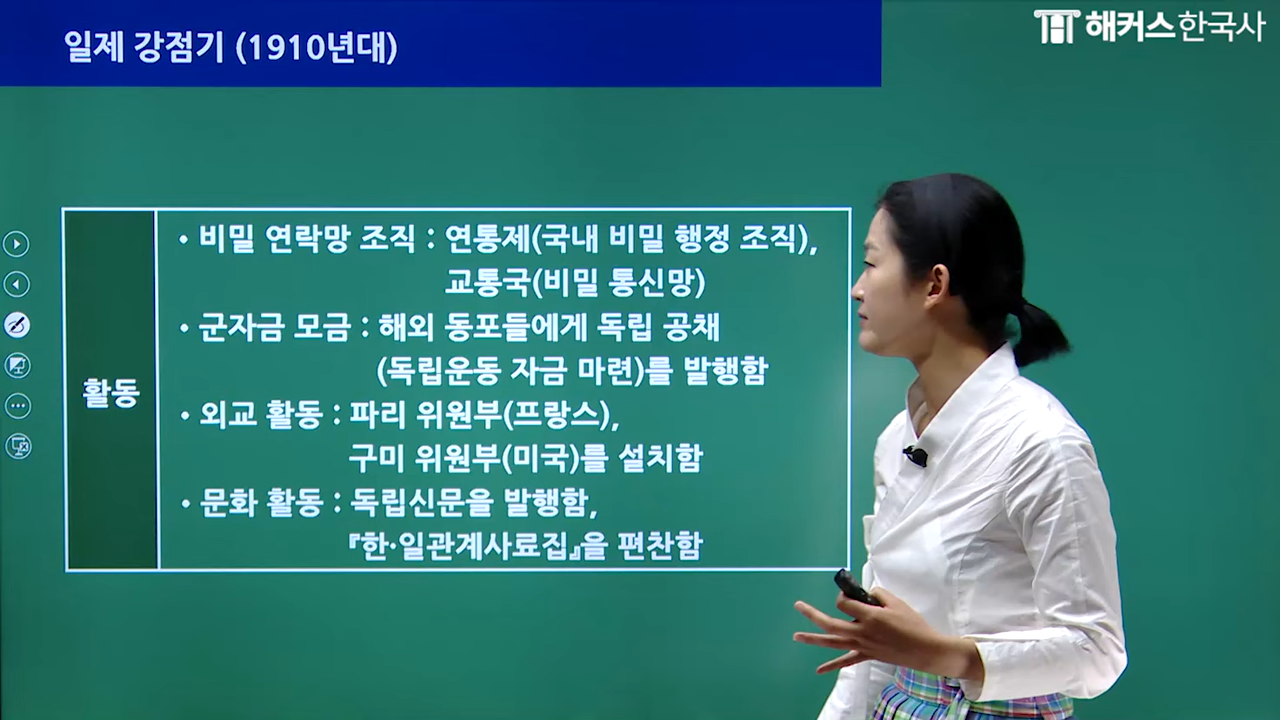 일제 강점기 (1910년대)
해커스한국사
활동
• 비밀 연락망 조직 : 연통제(국내 비밀 행정 조직),
교통국(비밀 통신망)
• 군자금 모금 : 해외 동포들에게 독립 공채
(독립운동 자금 마련)를 발행함
• 외교 활동 : 파리 위원부(프랑스),
구미 위원부(미국)를 설치함
• 문화 활동 : 독립신문을 발행함,
『한·일관계사료집』을 편찬함